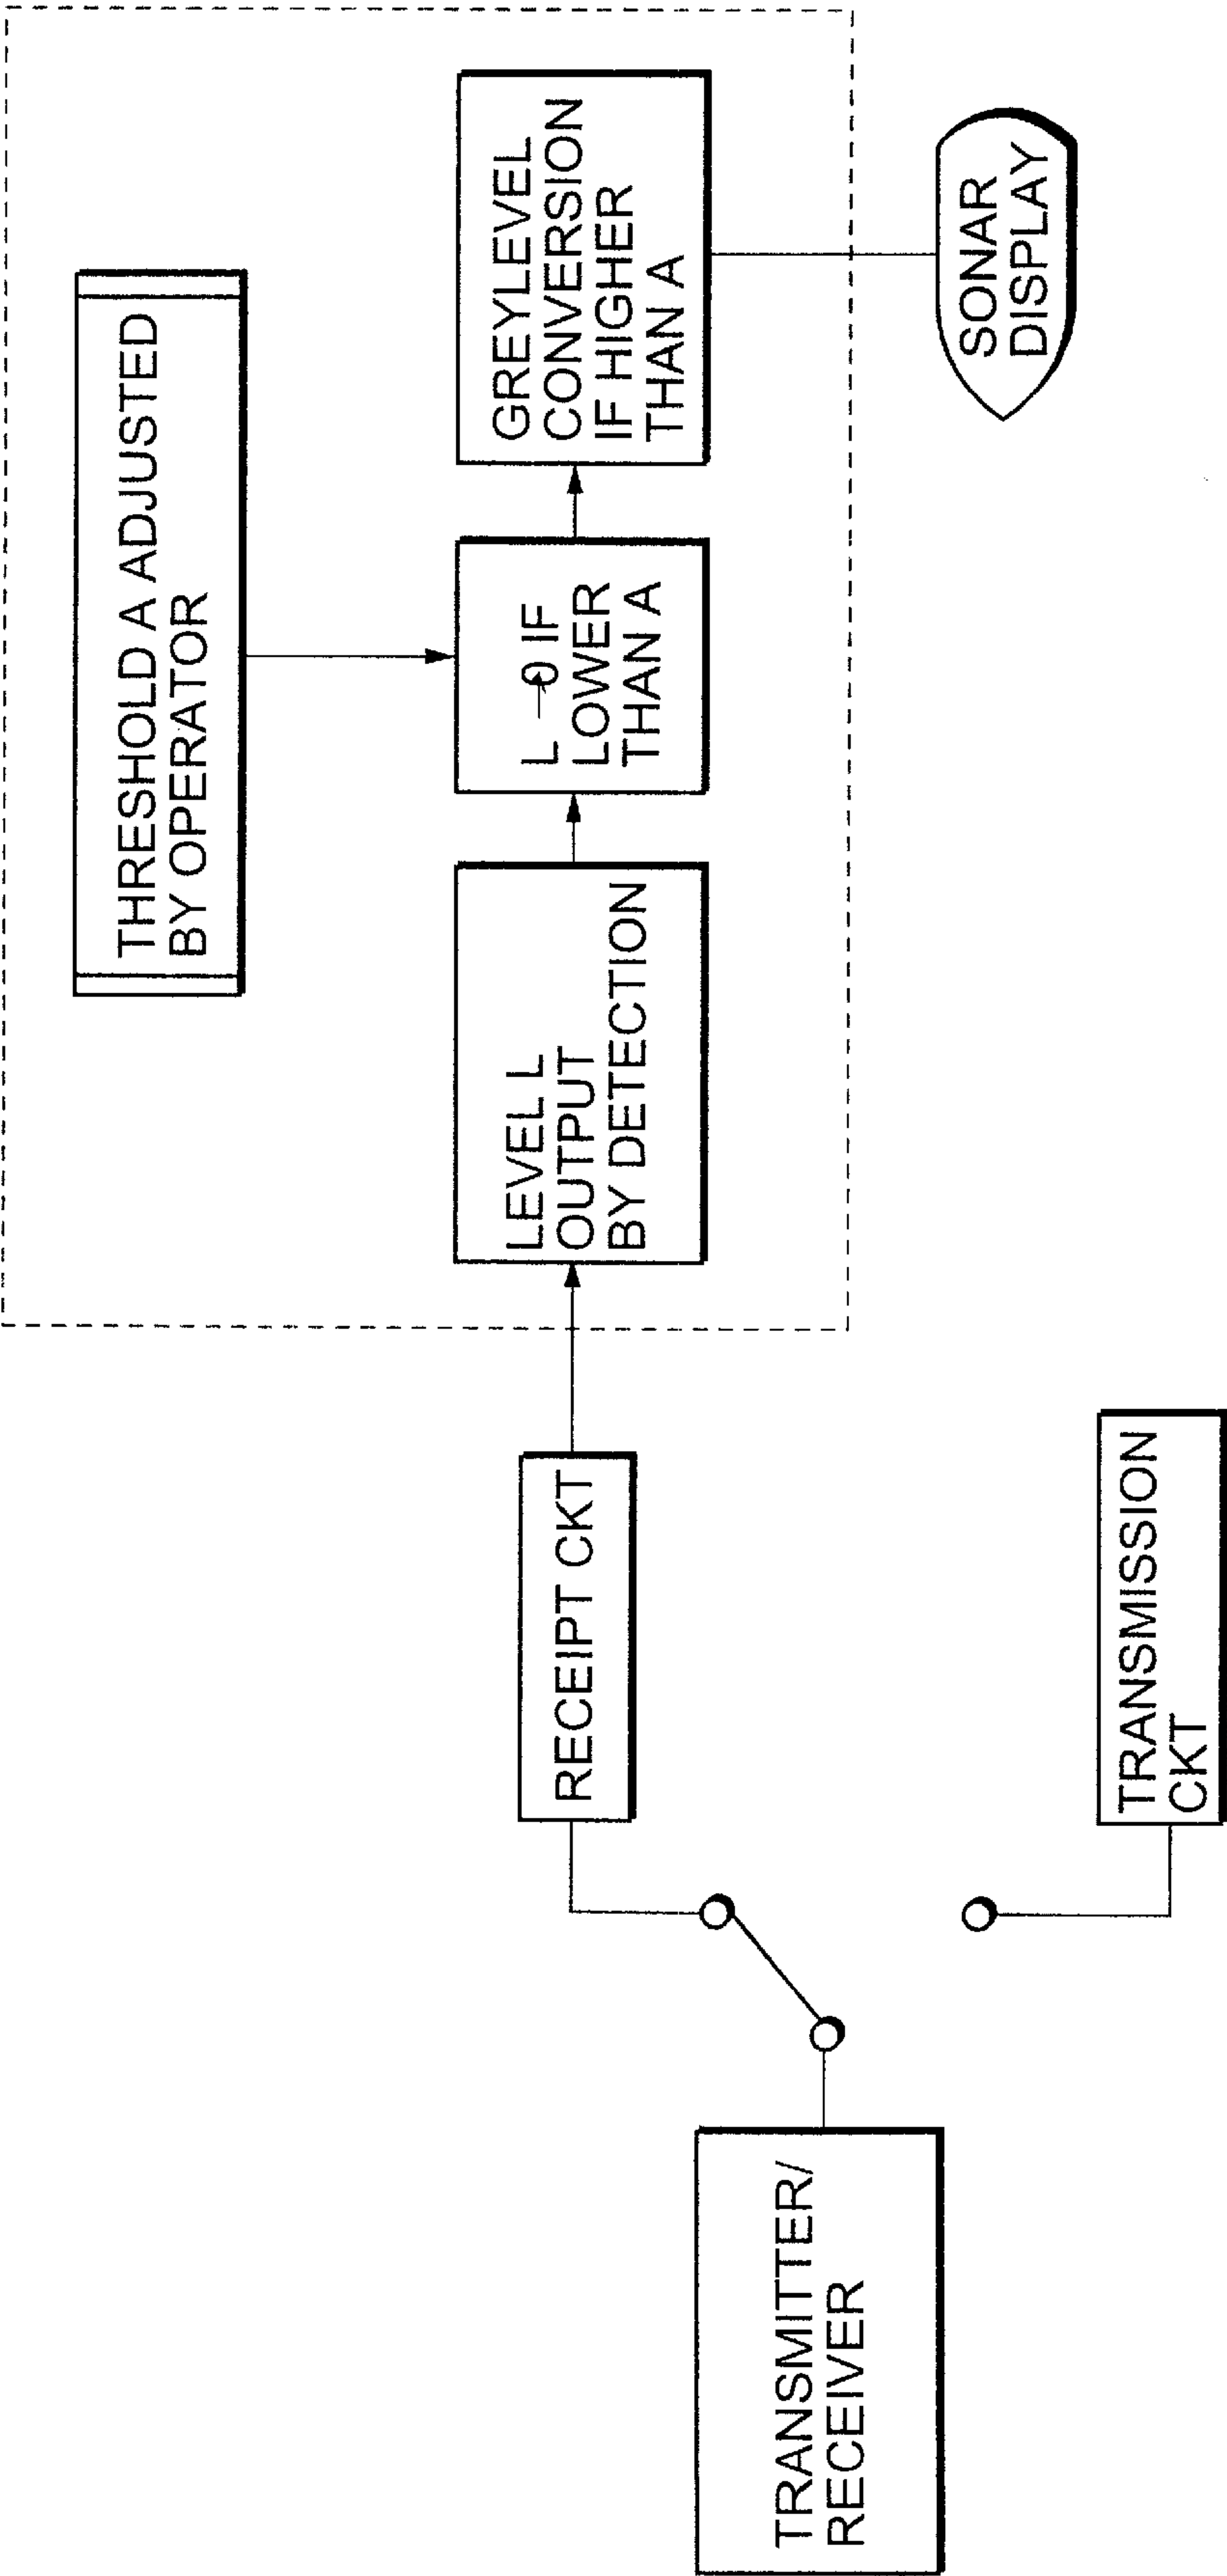 THRESHOLD A ADJUSTED
BY OPERATOR
TRANSMITTER/
RECEIVER
RECEIPT CKT
LEVEL L
OUTPUT
BY DETECTION
L → 0 IF
LOWER
THAN A
GREYLEVEL
CONVERSION
IF HIGHER
THAN A
SONAR
DISPLAY
TRANSMISSION
CKT